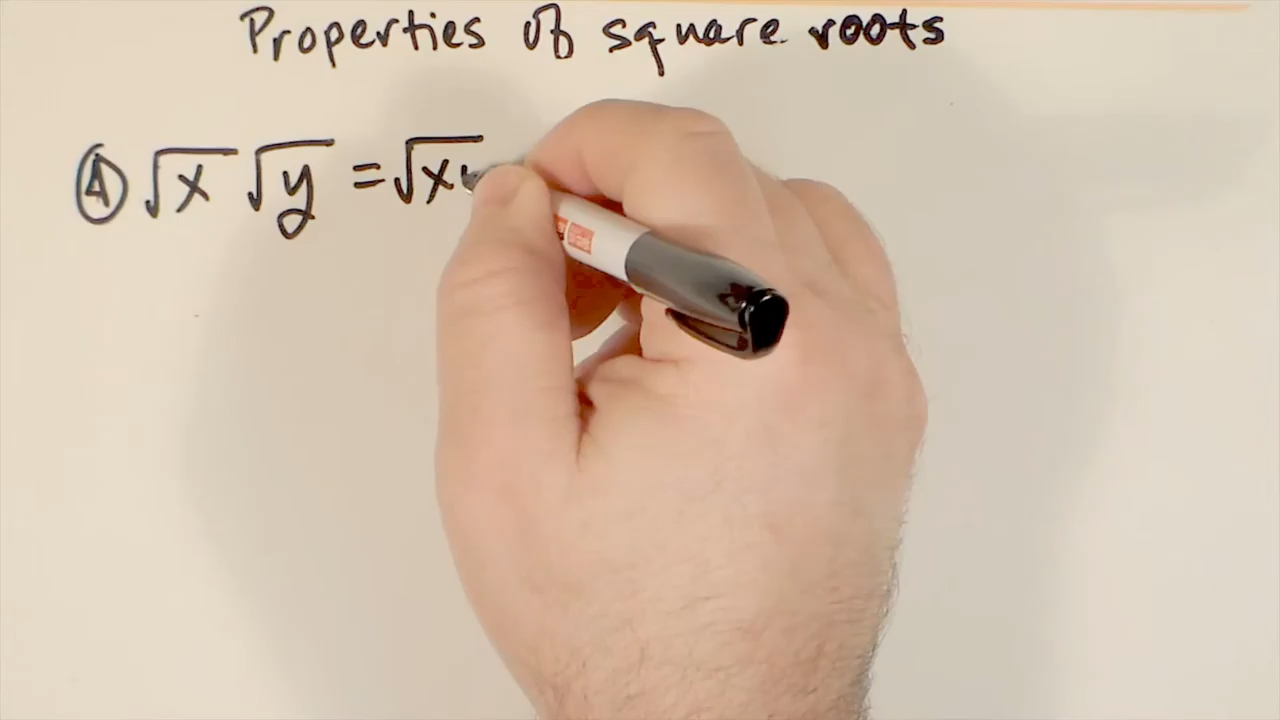 Properties of square roots
Ⓐ √x √y = √x